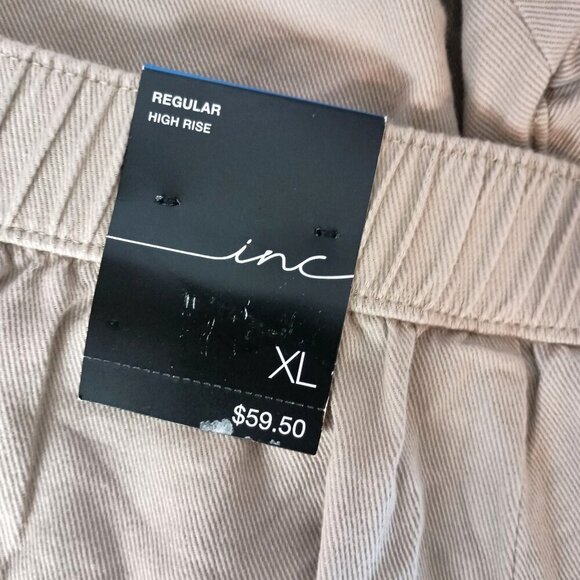 REGULAR
HIGH RISE
inc
XL
$59.50